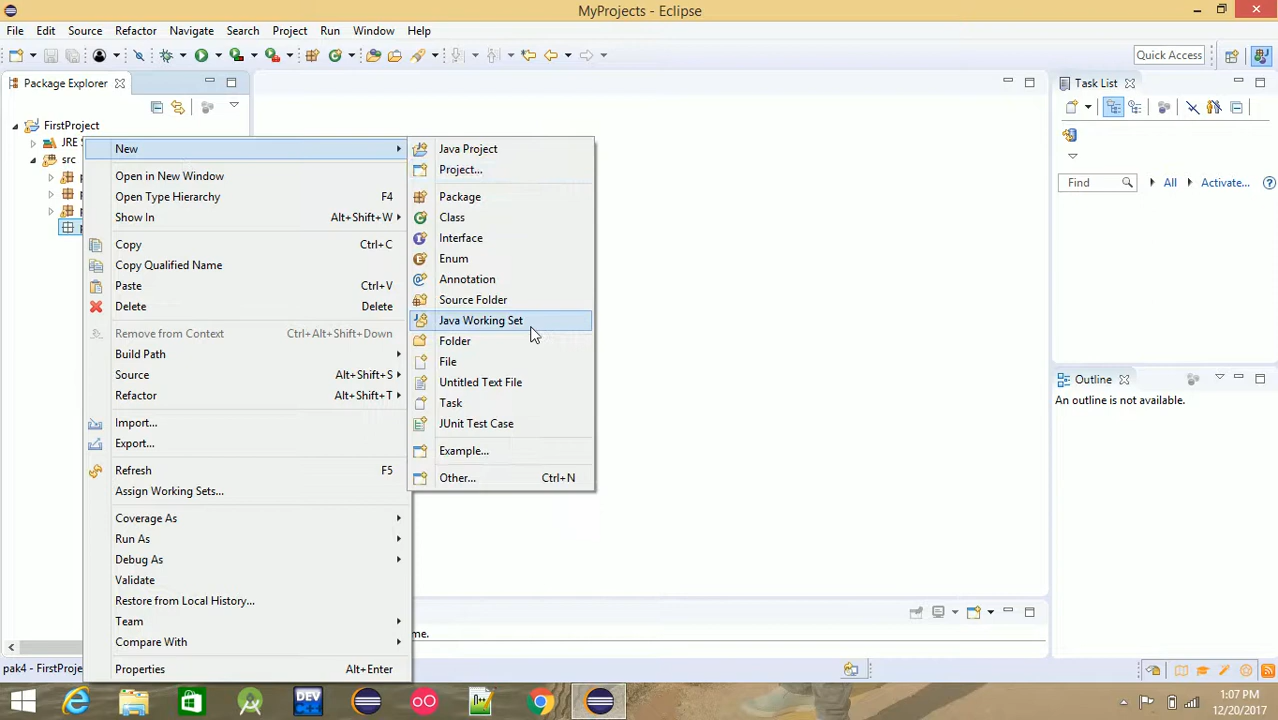 MyProjects - Eclipse
File Edit Source Refactor Navigate Search Project Run Window Help
Quick Access
Package Explorer
Task List
FirstProject
JRE S
src
New
Open in New Window
Open Type Hierarchy F4
Show In Alt+Shift+W
Copy Ctrl+C
Copy Qualified Name
Paste Ctrl+V
Delete Delete
Remove from Context Ctrl+Alt+Shift+Down
Build Path
Source Alt+Shift+S
Refactor Alt+Shift+T
Import...
Export...
Refresh F5
Assign Working Sets...
Coverage As
Run As
Debug As
Validate
Restore from Local History...
Team
Compare With
Properties Alt+Enter
Java Project
Project...
Package
Class
Interface
Enum
Annotation
Source Folder
Java Working Set
Folder
File
Untitled Text File
Task
JUnit Test Case
Example...
Other... Ctrl+N
Find All Activate...
Outline
An outline is not available.
me.
pak4 - FirstProje
DEV
1:07 PM
12/20/2017